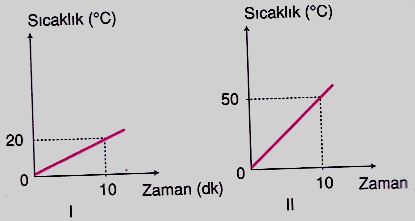 Sıcaklık (°C)
20
0
10
Zaman (dk)
I
Sıcaklık (°C)
50
0
10
Zaman
II